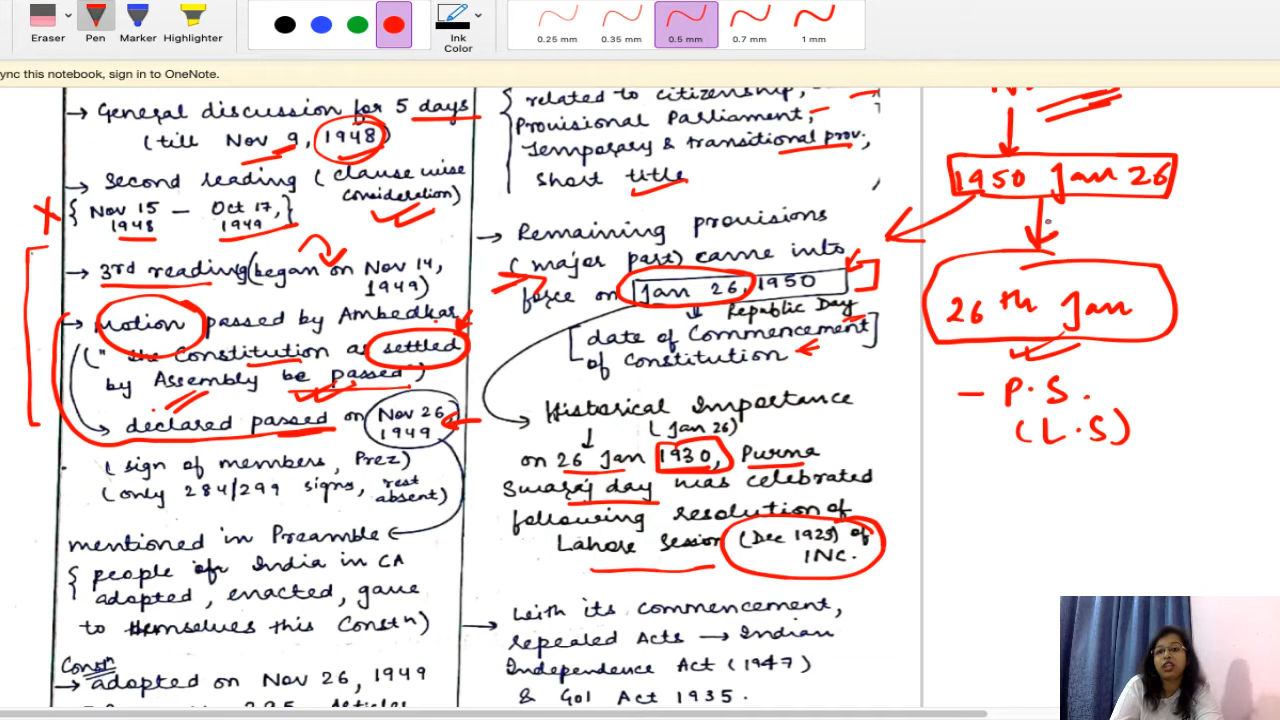 Eraser
Pen
Marker
Highlighter
Ink
Color
0.25 mm
0.35 mm
0.5 mm
0.7 mm
1 mm
ync this notebook, sign in to OneNote.
→ General discussion for 5 days
(till Nov 9, 1948)
→ Second reading (clause wise
consideration)
{Nov 15 – Oct 17,}
1948 1949
→ 3rd reading (began on Nov 14,
1949)
→ Motion passed by Ambedkar
(" the Constitution as settled
by Assembly be passed")
→ declared passed on Nov 26,
1949
(sign of members, Prez)
(only 284/299 signs, rest
absent)
mentioned in Preamble ←
{ people of India in CA
adopted, enacted, gave
to themselves this Constn)
Constn
→ adopted on Nov 26, 1949
395 Articles
related to citizenship,
Provisional Parliament,
Temporary & transitional prov.,
Short title
→ Remaining provisions
(major part) came into
force on Jan 26, 1950
↓ Republic Day
[date of Commencement]
of Constitution
→ Historical Importance
↓ (Jan 26)
on 26 Jan 1930, Purna
Swaraj day was celebrated
following resolution of
Lahore Session (Dec 1929) of
INC.
→ With its commencement,
repealed Acts → Indian
Independence Act (1947)
& GoI Act 1935.
1950 Jan 26
26 th Jan
– P.S.
(L.S)